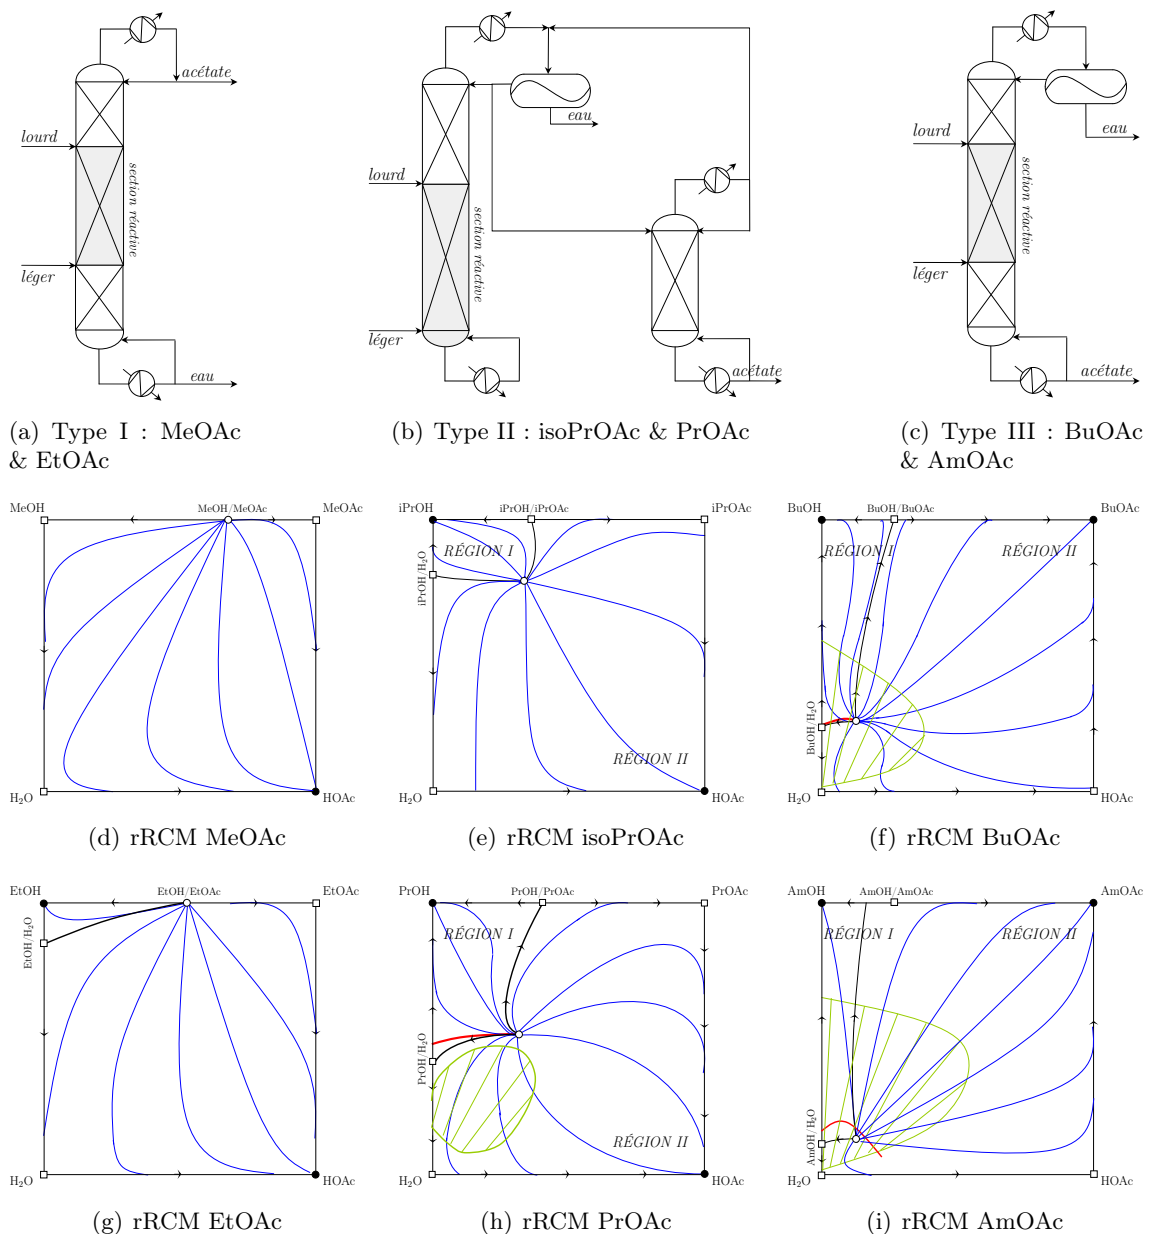 acétate
lourd
section réactive
léger
eau
eau
lourd
section réactive
léger
acétate
lourd
eau
section réactive
léger
acétate
(a) Type I : MeOAc
& EtOAc
(b) Type II : isoPrOAc & PrOAc
(c) Type III : BuOAc
& AmOAc
MeOH
MeOH/MeOAc
MeOAc
H₂O
HOAc
iPrOH
iPrOH/iPrOAc
iPrOAc
RÉGION I
iPrOH/H₂O
RÉGION II
H₂O
HOAc
BuOH
BuOH/BuOAc
BuOAc
RÉGION I
RÉGION II
BuOH/H₂O
H₂O
HOAc
(d) rRCM MeOAc
(e) rRCM isoPrOAc
(f) rRCM BuOAc
EtOH
EtOH/EtOAc
EtOAc
EtOH/H₂O
H₂O
HOAc
PrOH
PrOH/PrOAc
PrOAc
RÉGION I
PrOH/H₂O
RÉGION II
H₂O
HOAc
AmOH
AmOH/AmOAc
AmOAc
RÉGION I
RÉGION II
AmOH/H₂O
H₂O
HOAc
(g) rRCM EtOAc
(h) rRCM PrOAc
(i) rRCM AmOAc